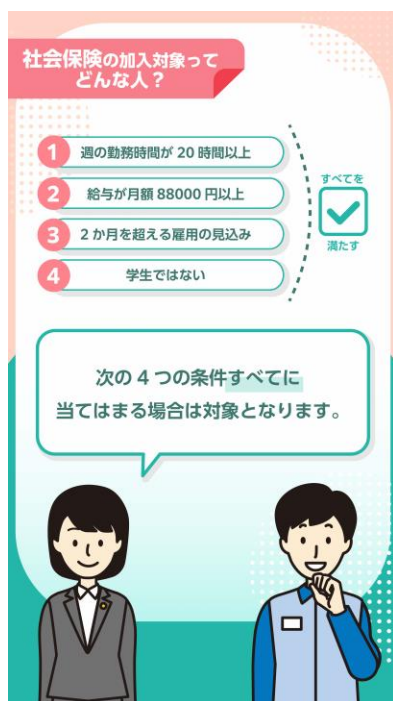 社会保険の加入対象って
どんな人？
1 週の勤務時間が 20 時間以上
2 給与が月額 88000 円以上
3 2 か月を超える雇用の見込み
4 学生ではない
すべてを
満たす
次の 4 つの条件すべてに
当てはまる場合は対象となります。